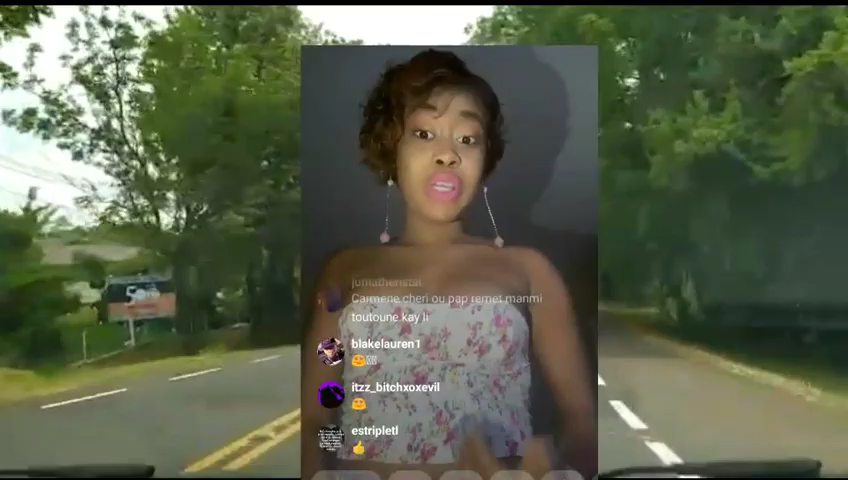 Carmene cheri ou pap remet manmi
toutoune kay li
blakelauren1
😍
itzz_bitchxoxevil
😍
estripletl
👍